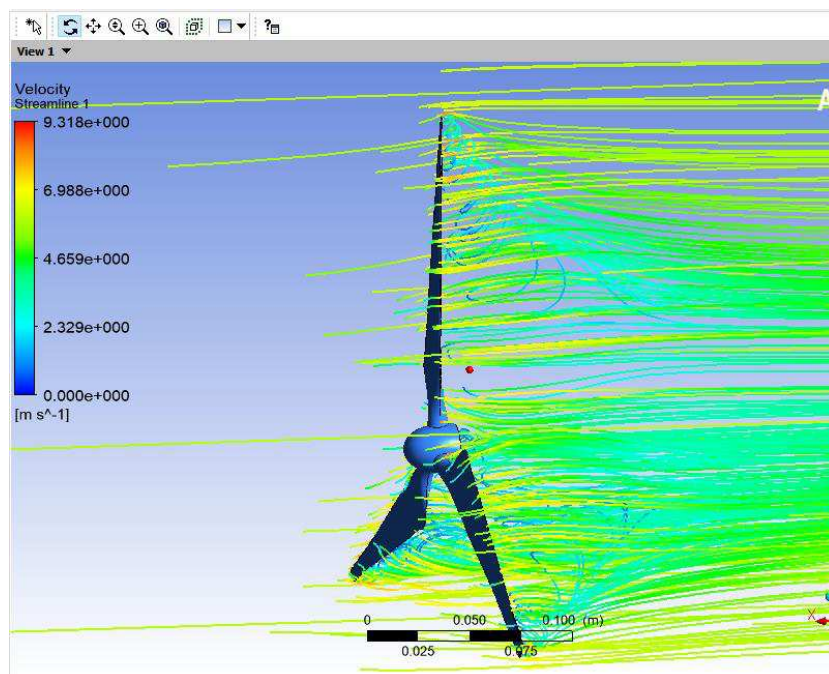 View 1
Velocity
Streamline 1
9.318e+000
6.988e+000
4.659e+000
2.329e+000
0.000e+000
[m s^-1]
0 0.050 0.100 (m)
0.025 0.075
A
X